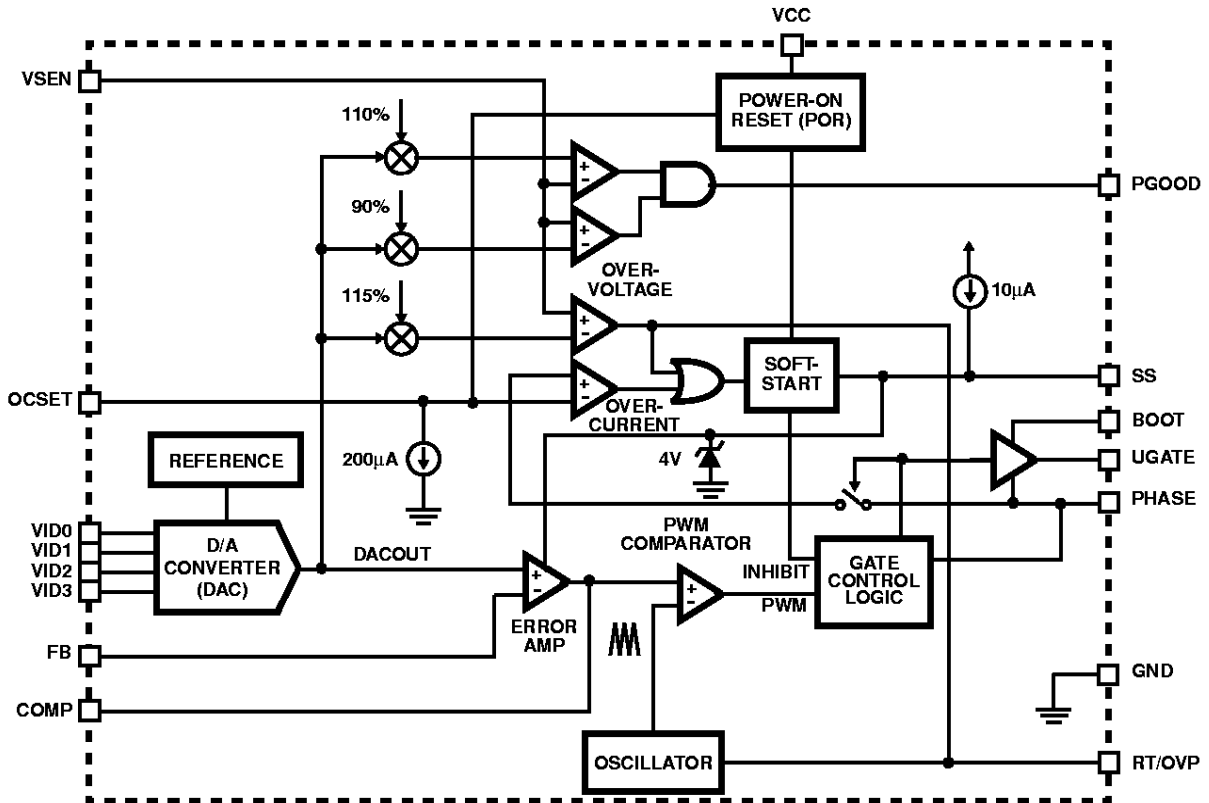 VCC
VSEN
POWER-ON
RESET (POR)
110%
+
-
PGOOD
90%
+
-
OVER-
VOLTAGE
115%
+
-
10μA
SOFT-
START
SS
OCSET
+
-
OVER-
CURRENT
BOOT
REFERENCE
200μA
4V
UGATE
PHASE
VID0
VID1
VID2
VID3
D/A
CONVERTER
(DAC)
DACOUT
PWM
COMPARATOR
+
-
+
-
INHIBIT
PWM
GATE
CONTROL
LOGIC
ERROR
AMP
FB
GND
COMP
OSCILLATOR
RT/OVP